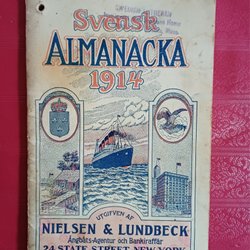 Svensk
ALMANACKA
1914
UTGIFVEN AF
NIELSEN & LUNDBECK
Ångbåts-Agentur och Bankiraffär
24 STATE STREET, NEW YORK